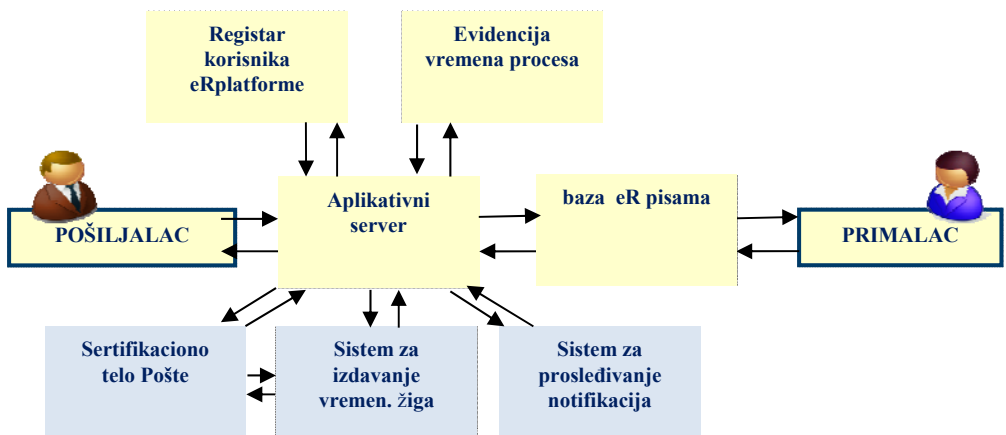 Registar
korisnika
eRplatforme
Evidencija
vremena procesa
POŠILJALAC
Aplikativni
server
baza eR pisama
PRIMALAC
Sertifikaciono
telo Pošte
Sistem za
izdavanje
vremen. žiga
Sistem za
prosleđivanje
notifikacija